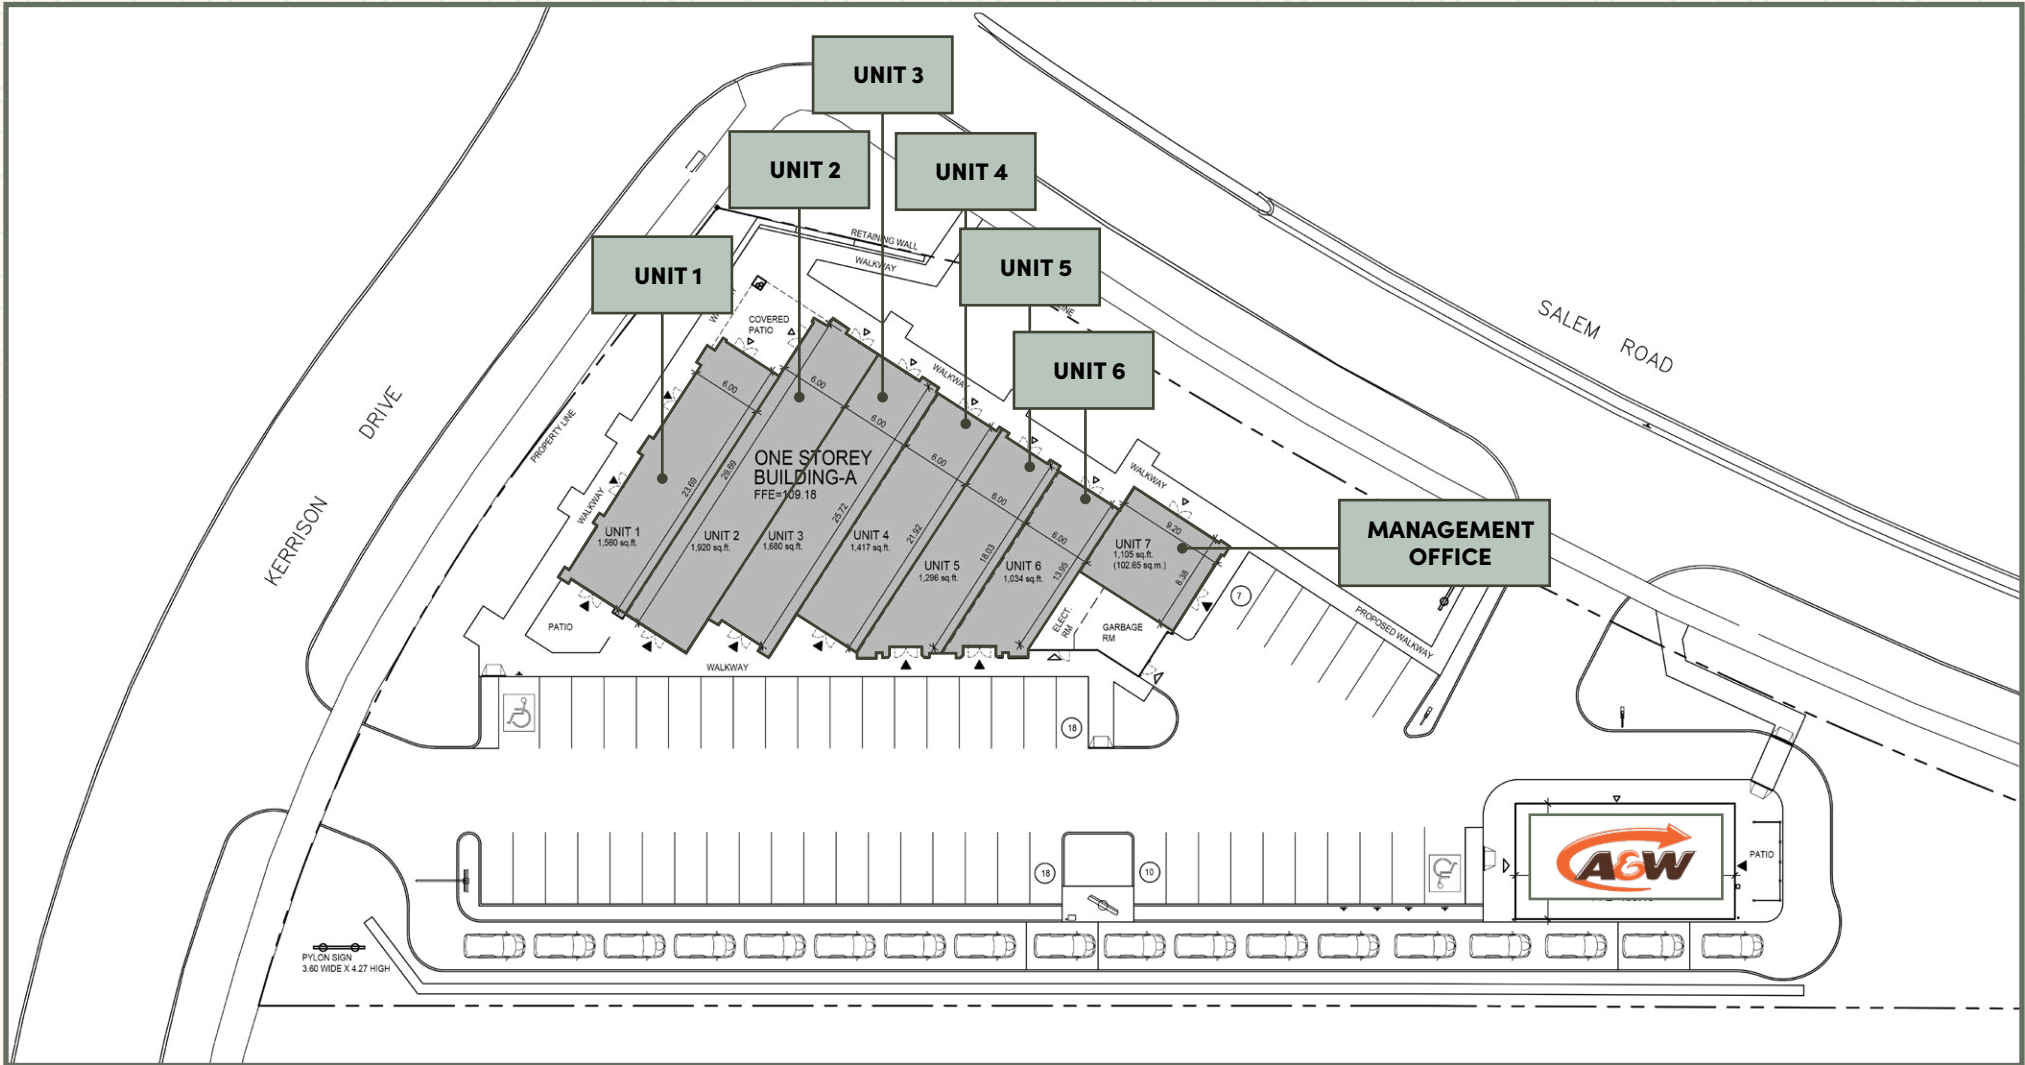 UNIT 3
UNIT 2
UNIT 4
UNIT 1
UNIT 5
UNIT 6
MANAGEMENT
OFFICE
KERRISON
DRIVE
SALEM ROAD
RETAINING WALL
WALKWAY
COVERED
PATIO
PROPERTY LINE
WALKWAY
WALKWAY
WALKWAY
PROPOSED WALKWAY
ONE STOREY
BUILDING-A
FFE=109.18
6.00
6.00
6.00
6.00
6.00
6.00
9.20
23.69
29.69
25.72
21.92
18.03
13.95
8.38
UNIT 1
1,560 sq.ft.
UNIT 2
1,920 sq.ft.
UNIT 3
1,680 sq.ft.
UNIT 4
1,417 sq.ft.
UNIT 5
1,296 sq.ft.
UNIT 6
1,034 sq.ft.
UNIT 7
1,105 sq.ft.
(102.65 sq.m.)
ELECT.
RM
GARBAGE
RM
PATIO
WALKWAY
7
18
18
10
A&W
PATIO
PYLON SIGN
3.60 WIDE X 4.27 HIGH